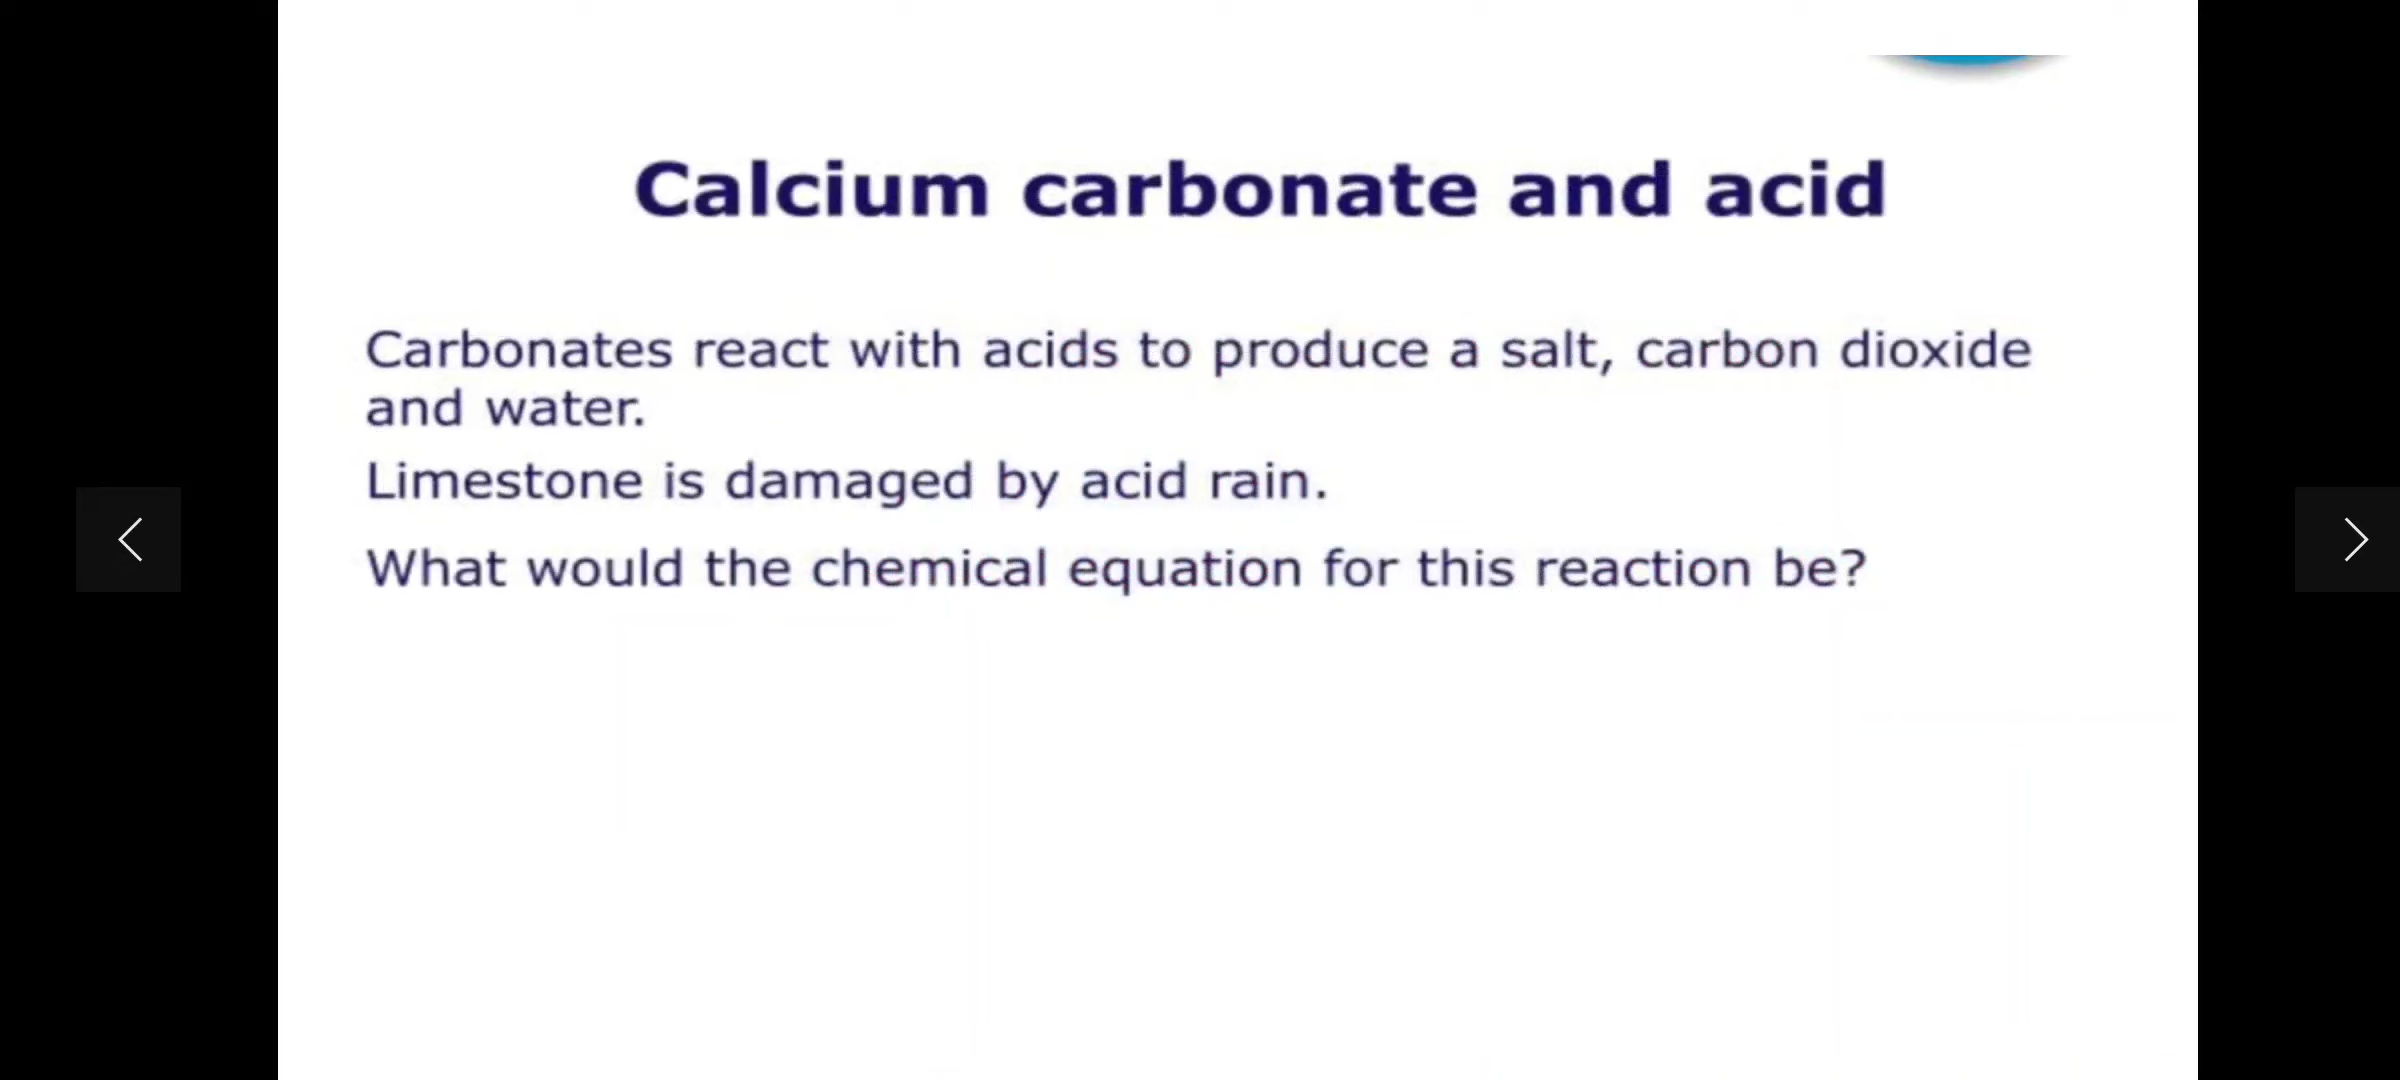 Calcium carbonate and acid
Carbonates react with acids to produce a salt, carbon dioxide
and water.
Limestone is damaged by acid rain.
What would the chemical equation for this reaction be?